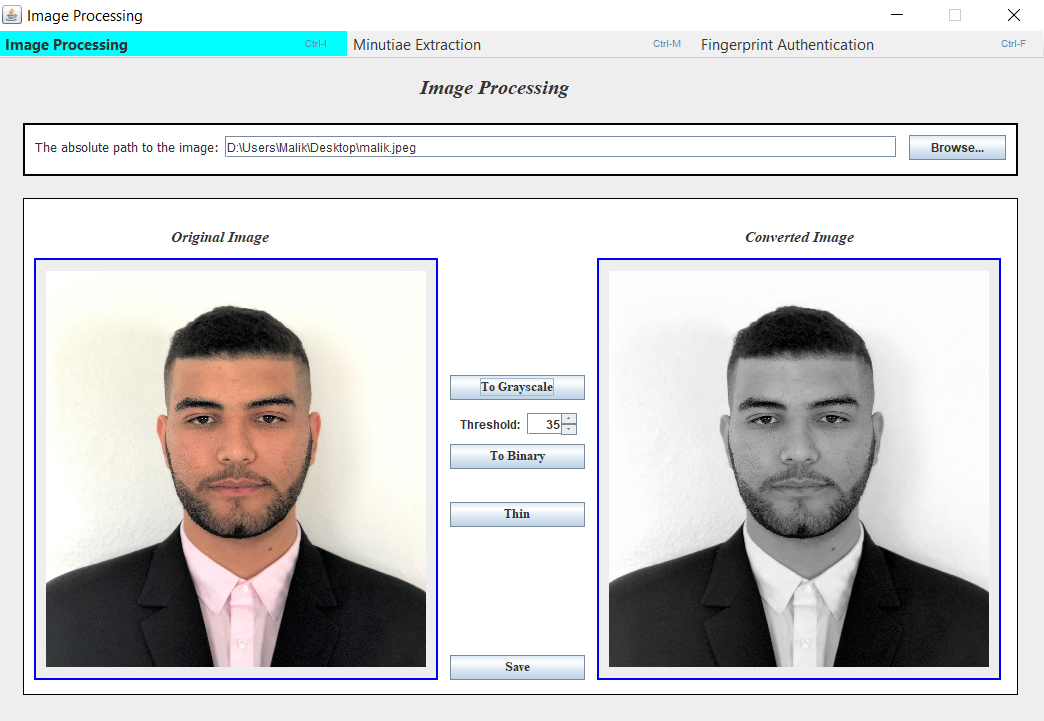 Image Processing
Image Processing Ctrl-I Minutiae Extraction Ctrl-M Fingerprint Authentication Ctrl-F
Image Processing
The absolute path to the image: D:\Users\Malik\Desktop\malik.jpeg Browse...
Original Image Converted Image
To Grayscale
Threshold: 35
To Binary
Thin
Save